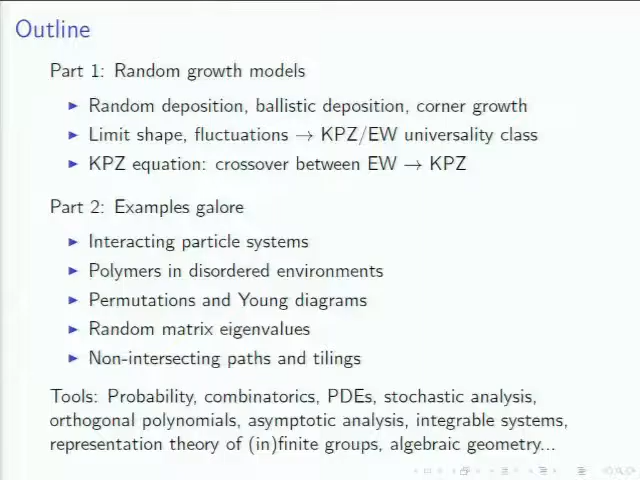 Outline
Part 1: Random growth models
Random deposition, ballistic deposition, corner growth
Limit shape, fluctuations → KPZ/EW universality class
KPZ equation: crossover between EW → KPZ
Part 2: Examples galore
Interacting particle systems
Polymers in disordered environments
Permutations and Young diagrams
Random matrix eigenvalues
Non-intersecting paths and tilings
Tools: Probability, combinatorics, PDEs, stochastic analysis,
orthogonal polynomials, asymptotic analysis, integrable systems,
representation theory of (in)finite groups, algebraic geometry...